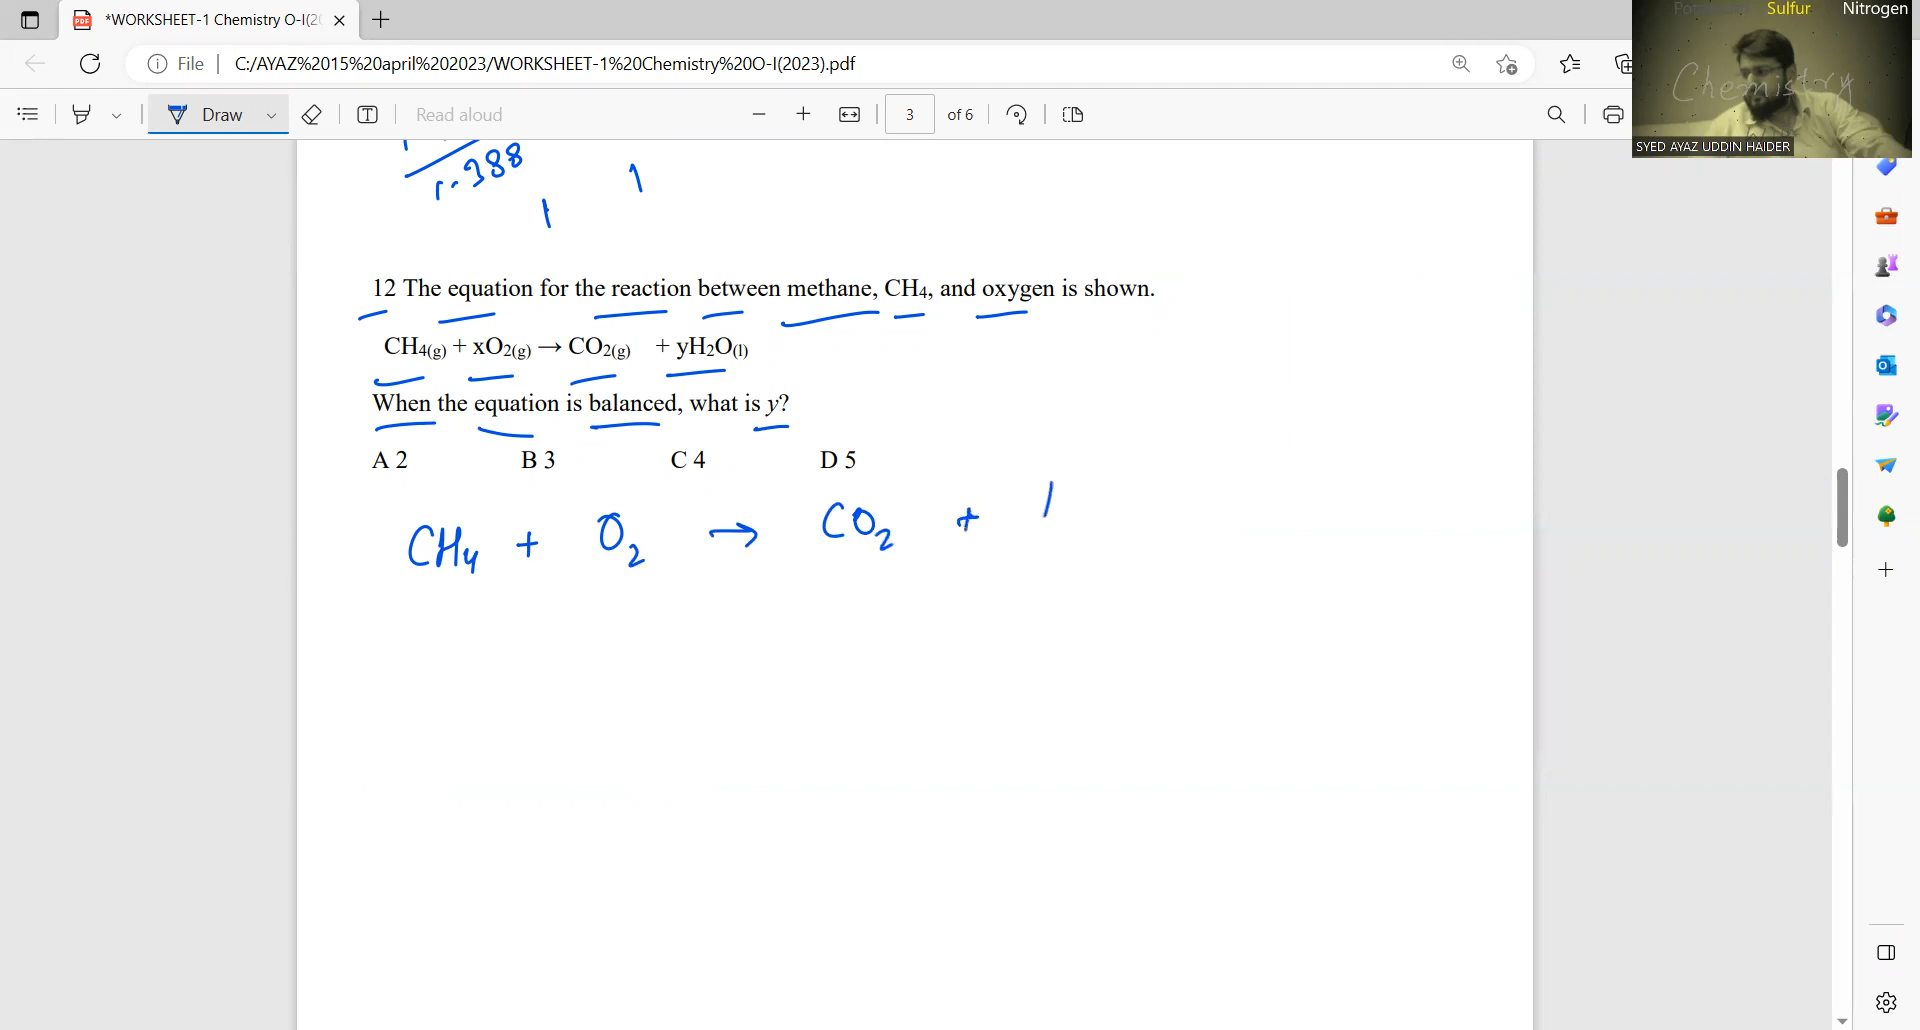 *WORKSHEET-1 Chemistry O-I(20
File
C:/AYAZ%2015%20april%202023/WORKSHEET-1%20Chemistry%20O-I(2023).pdf
Sulfur Nitrogen
Chemistry
SYED AYAZ UDDIN HAIDER
Draw
Read aloud
3 of 6
388
1
1
12 The equation for the reaction between methane, CH4, and oxygen is shown.
CH4(g) + xO2(g) → CO2(g) + yH2O(l)
When the equation is balanced, what is y?
A 2 B 3 C 4 D 5
CH4 + O2 → CO2 +